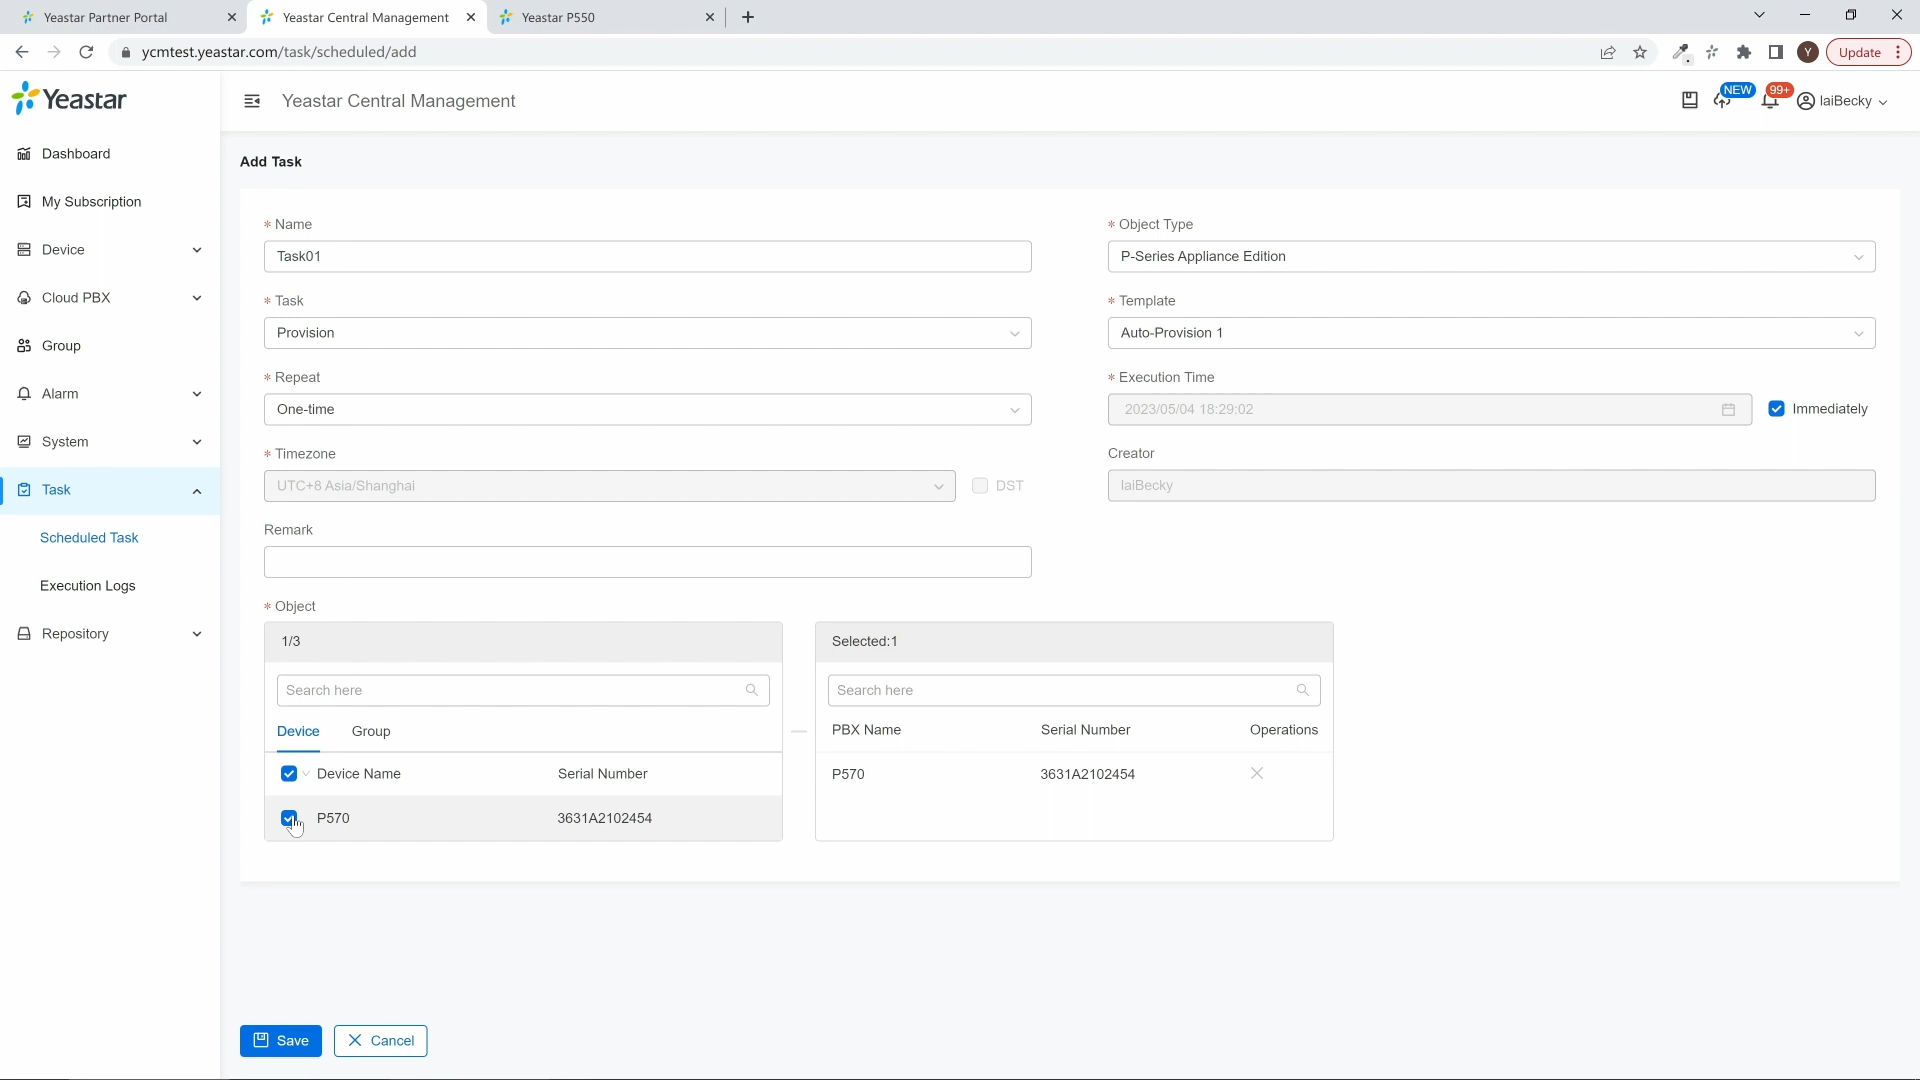 Yeastar Partner Portal
Yeastar Central Management
Yeastar P550
ycmtest.yeastar.com/task/scheduled/add
Y
Update
Yeastar
Yeastar Central Management
NEW
99+
laiBecky
Dashboard
My Subscription
Device
Cloud PBX
Group
Alarm
System
Task
Scheduled Task
Execution Logs
Repository
Add Task
* Name
Task01
* Object Type
P-Series Appliance Edition
* Task
Provision
* Template
Auto-Provision 1
* Repeat
One-time
* Execution Time
2023/05/04 18:29:02
Immediately
* Timezone
UTC+8 Asia/Shanghai
DST
Creator
laiBecky
Remark
* Object
1/3
Search here
Device Group
Device Name Serial Number
P570 3631A2102454
Selected:1
Search here
PBX Name Serial Number Operations
P570 3631A2102454
Save
Cancel